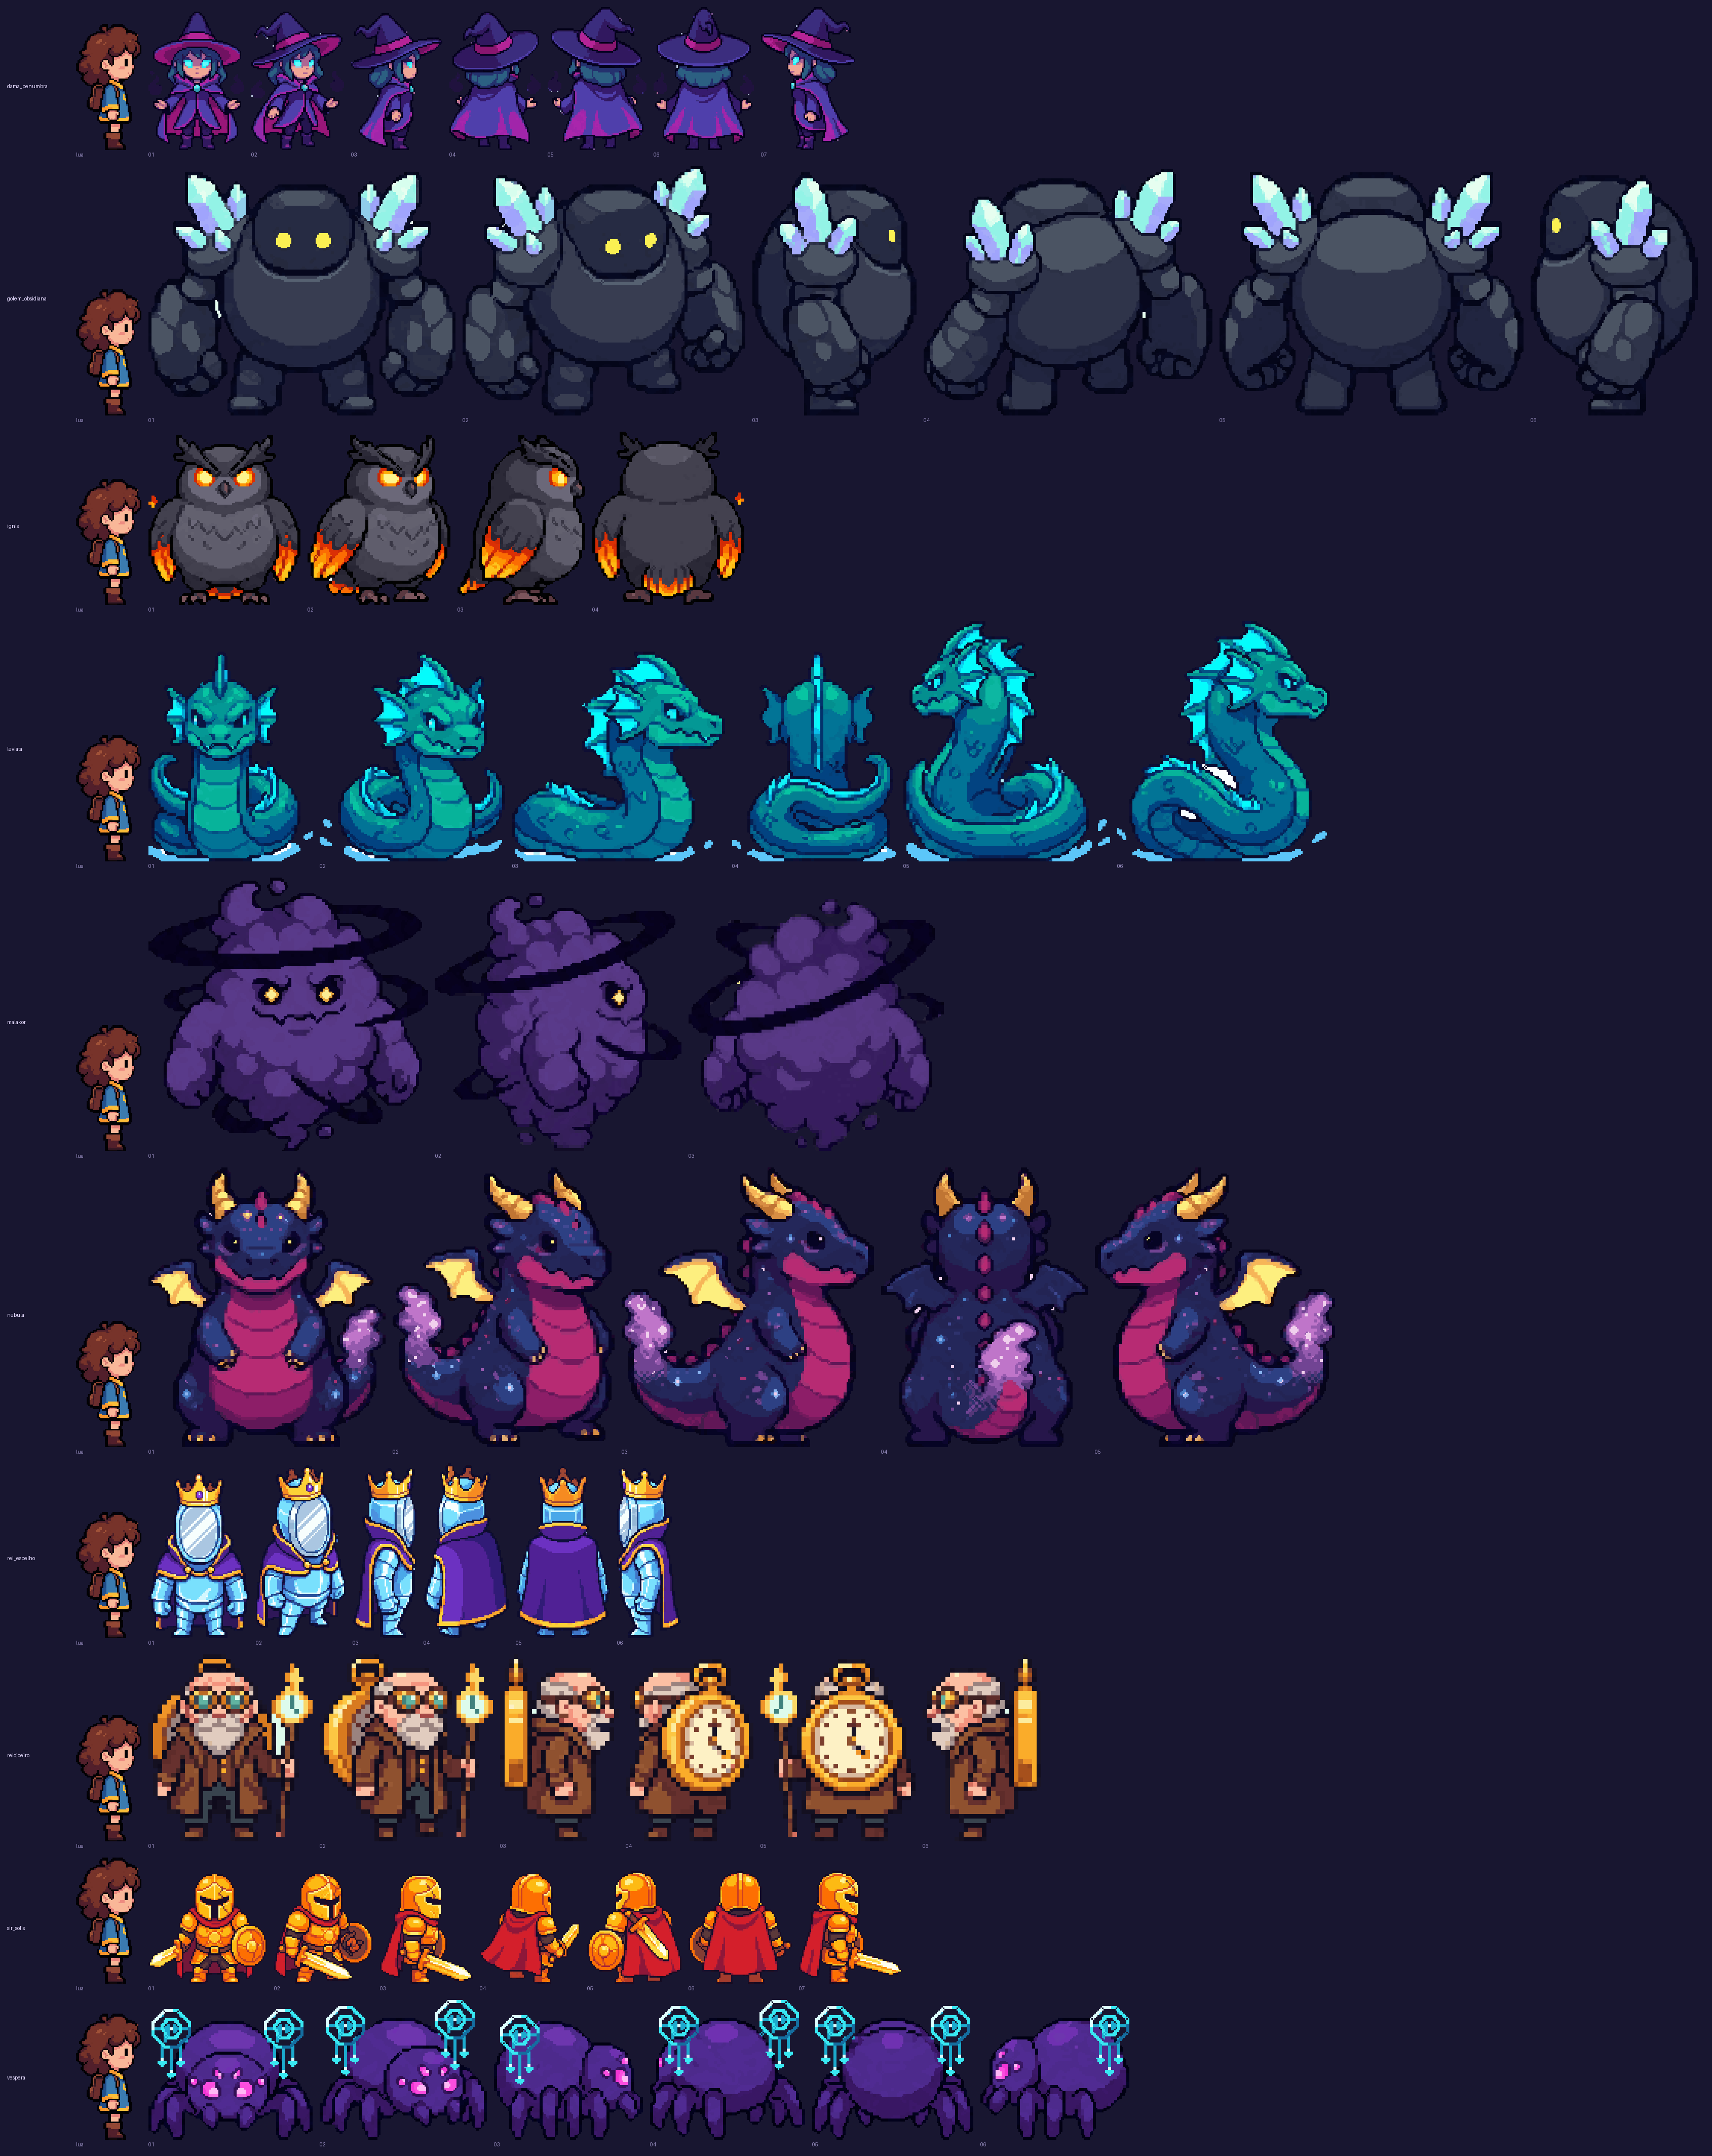 dama_penumbra
lua 01 02 03 04 05 06 07
golem_obsidiana
lua 01 02 03 04 05 06
ignis
lua 01 02 03 04
leviata
lua 01 02 03 04 05 06
malakor
lua 01 02 03
nebula
lua 01 02 03 04 05
rei_espelho
lua 01 02 03 04 05 06
relojoeiro
lua 01 02 03 04 05 06
sir_solis
lua 01 02 03 04 05 06 07
vespera
lua 01 02 03 04 05 06